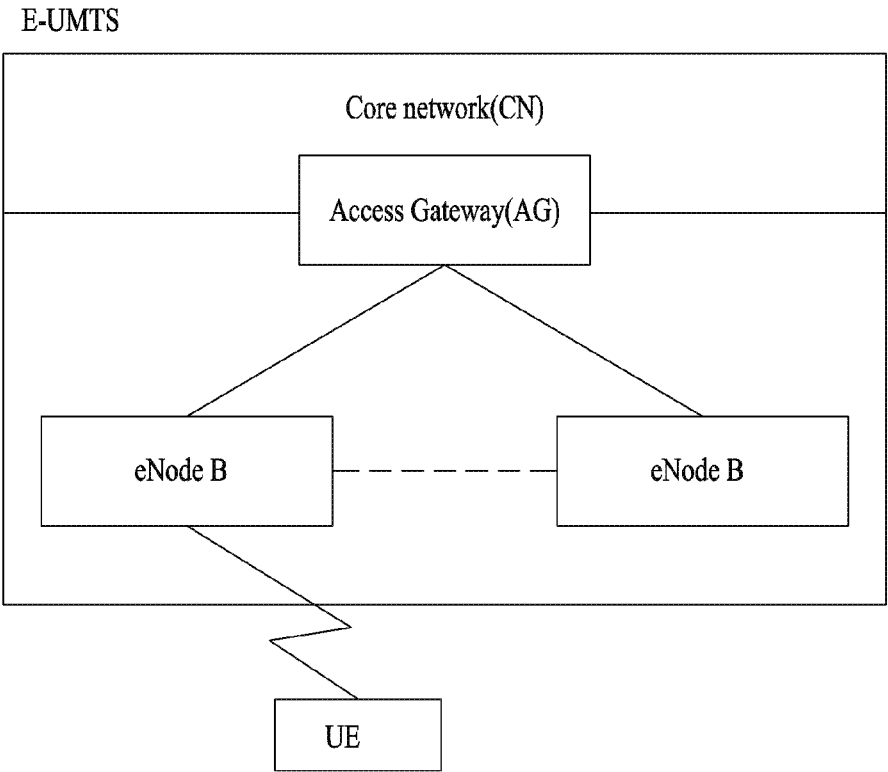 E-UMTS
Core network(CN)
Access Gateway(AG)
eNode B
eNode B
UE